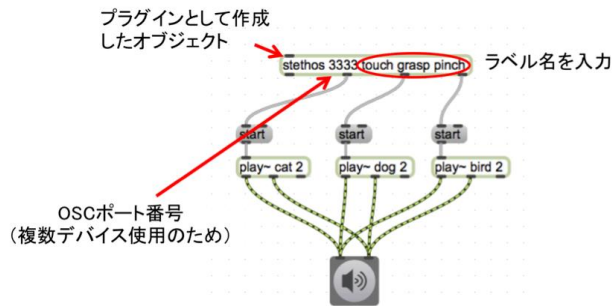 プラグインとして作成
したオブジェクト
stethos 3333 touch grasp pinch
ラベル名を入力
start
start
start
play~ cat 2
play~ dog 2
play~ bird 2
OSCポート番号
(複数デバイス使用のため)